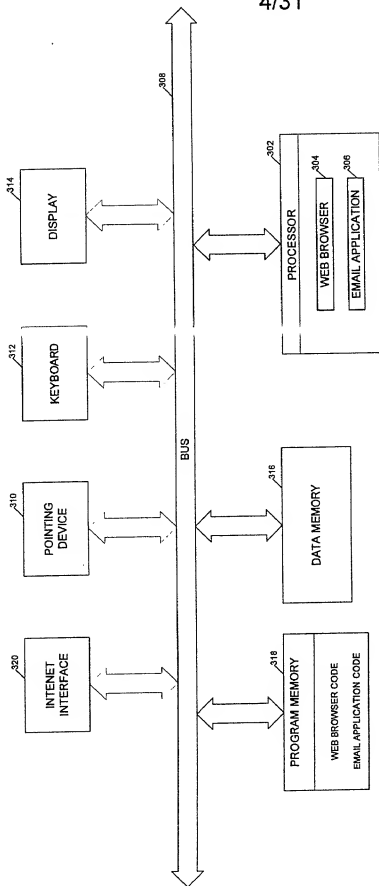 4/31
320
INTENET
INTERFACE
310
POINTING
DEVICE
312
KEYBOARD
314
DISPLAY
308
BUS
318
PROGRAM MEMORY
WEB BROWSER CODE
EMAIL APPLICATION CODE
316
DATA MEMORY
302
PROCESSOR
WEB BROWSER
304
EMAIL APPLICATION
306